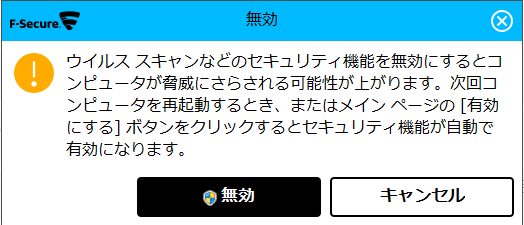 F-Secure
無効
ウイルス スキャンなどのセキュリティ機能を無効にするとコ
ンピュータが脅威にさらされる可能性が上がります。次回
コンピュータを再起動するとき、またはメイン ページの [有効
にする] ボタンをクリックするとセキュリティ機能が自動で
有効になります。
無効
キャンセル